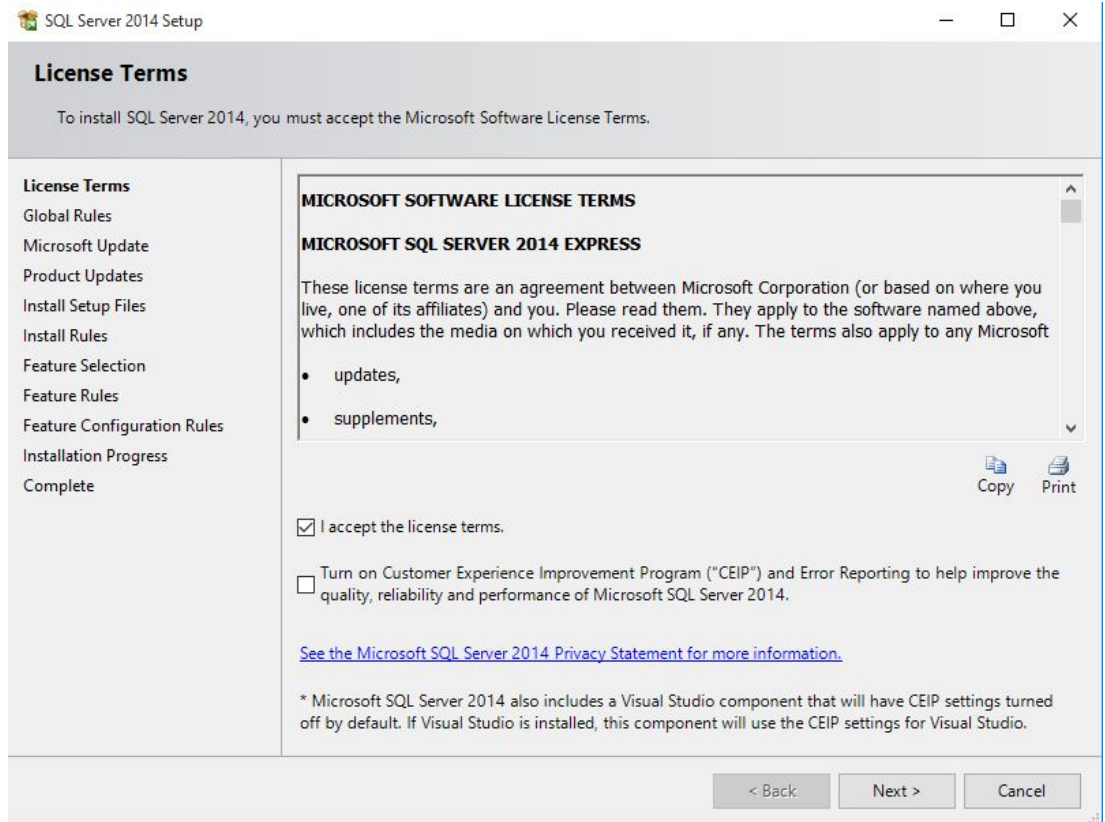 SQL Server 2014 Setup
License Terms
To install SQL Server 2014, you must accept the Microsoft Software License Terms.
License Terms
Global Rules
Microsoft Update
Product Updates
Install Setup Files
Install Rules
Feature Selection
Feature Rules
Feature Configuration Rules
Installation Progress
Complete
MICROSOFT SOFTWARE LICENSE TERMS
MICROSOFT SQL SERVER 2014 EXPRESS
These license terms are an agreement between Microsoft Corporation (or based on where you
live, one of its affiliates) and you. Please read them. They apply to the software named above,
which includes the media on which you received it, if any. The terms also apply to any Microsoft
• updates,
• supplements,
Copy Print
I accept the license terms.
Turn on Customer Experience Improvement Program ("CEIP") and Error Reporting to help improve the
quality, reliability and performance of Microsoft SQL Server 2014.
See the Microsoft SQL Server 2014 Privacy Statement for more information.
* Microsoft SQL Server 2014 also includes a Visual Studio component that will have CEIP settings turned
off by default. If Visual Studio is installed, this component will use the CEIP settings for Visual Studio.
< Back Next > Cancel